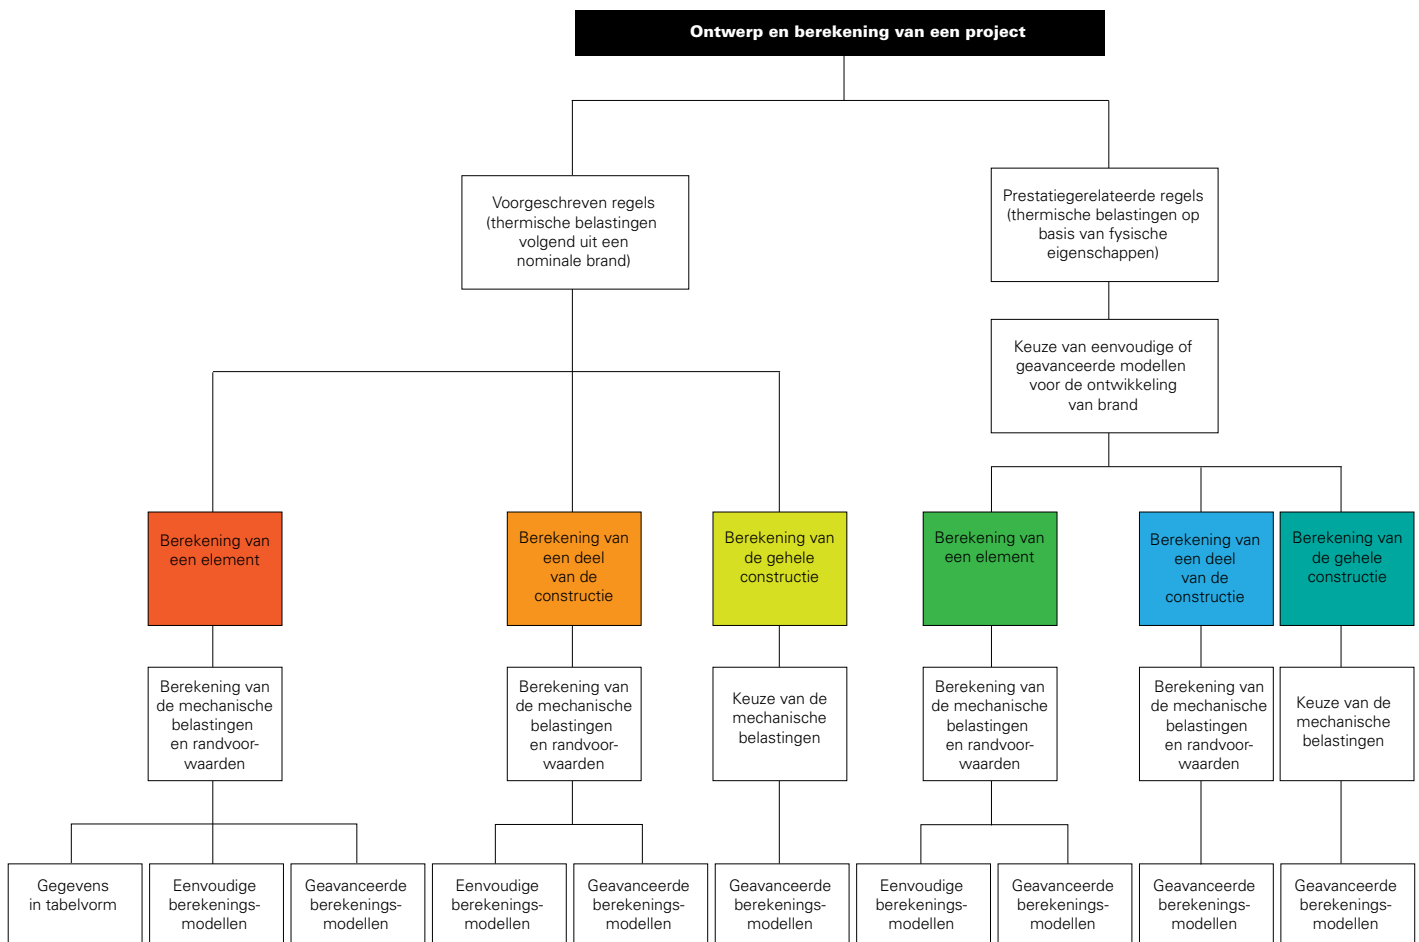 Ontwerp en berekening van een project
Voorgeschreven regels
(thermische belastingen
volgend uit een
nominale brand)
Prestatiegerelateerde regels
(thermische belastingen op
basis van fysische
eigenschappen)
Keuze van eenvoudige of
geavanceerde modellen
voor de ontwikkeling
van brand
Berekening van
een element
Berekening van
een deel
van de
constructie
Berekening van
de gehele
constructie
Berekening van
een element
Berekening van
een deel
van de
constructie
Berekening van
de gehele
constructie
Berekening van
de mechanische
belastingen
en randvoor-
waarden
Berekening van
de mechanische
belastingen
en randvoor-
waarden
Keuze van de
mechanische
belastingen
Berekening van
de mechanische
belastingen
en randvoor-
waarden
Berekening van
de mechanische
belastingen
en randvoor-
waarden
Keuze van de
mechanische
belastingen
Gegevens
in tabelvorm
Eenvoudige
berekenings-
modellen
Geavanceerde
berekenings-
modellen
Eenvoudige
berekenings-
modellen
Geavanceerde
berekenings-
modellen
Geavanceerde
berekenings-
modellen
Eenvoudige
berekenings-
modellen
Geavanceerde
berekenings-
modellen
Geavanceerde
berekenings-
modellen
Geavanceerde
berekenings-
modellen